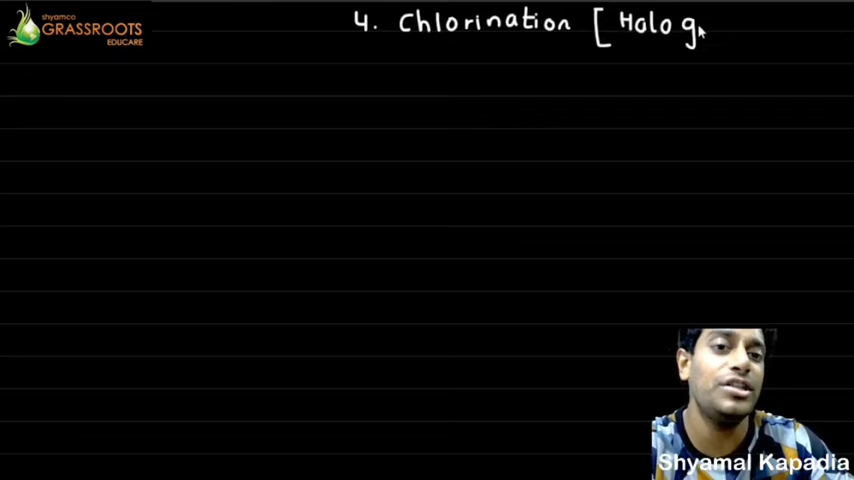 shyamco
GRASSROOTS
EDUCARE
4. Chlorination [Halog
Shyamal Kapadia